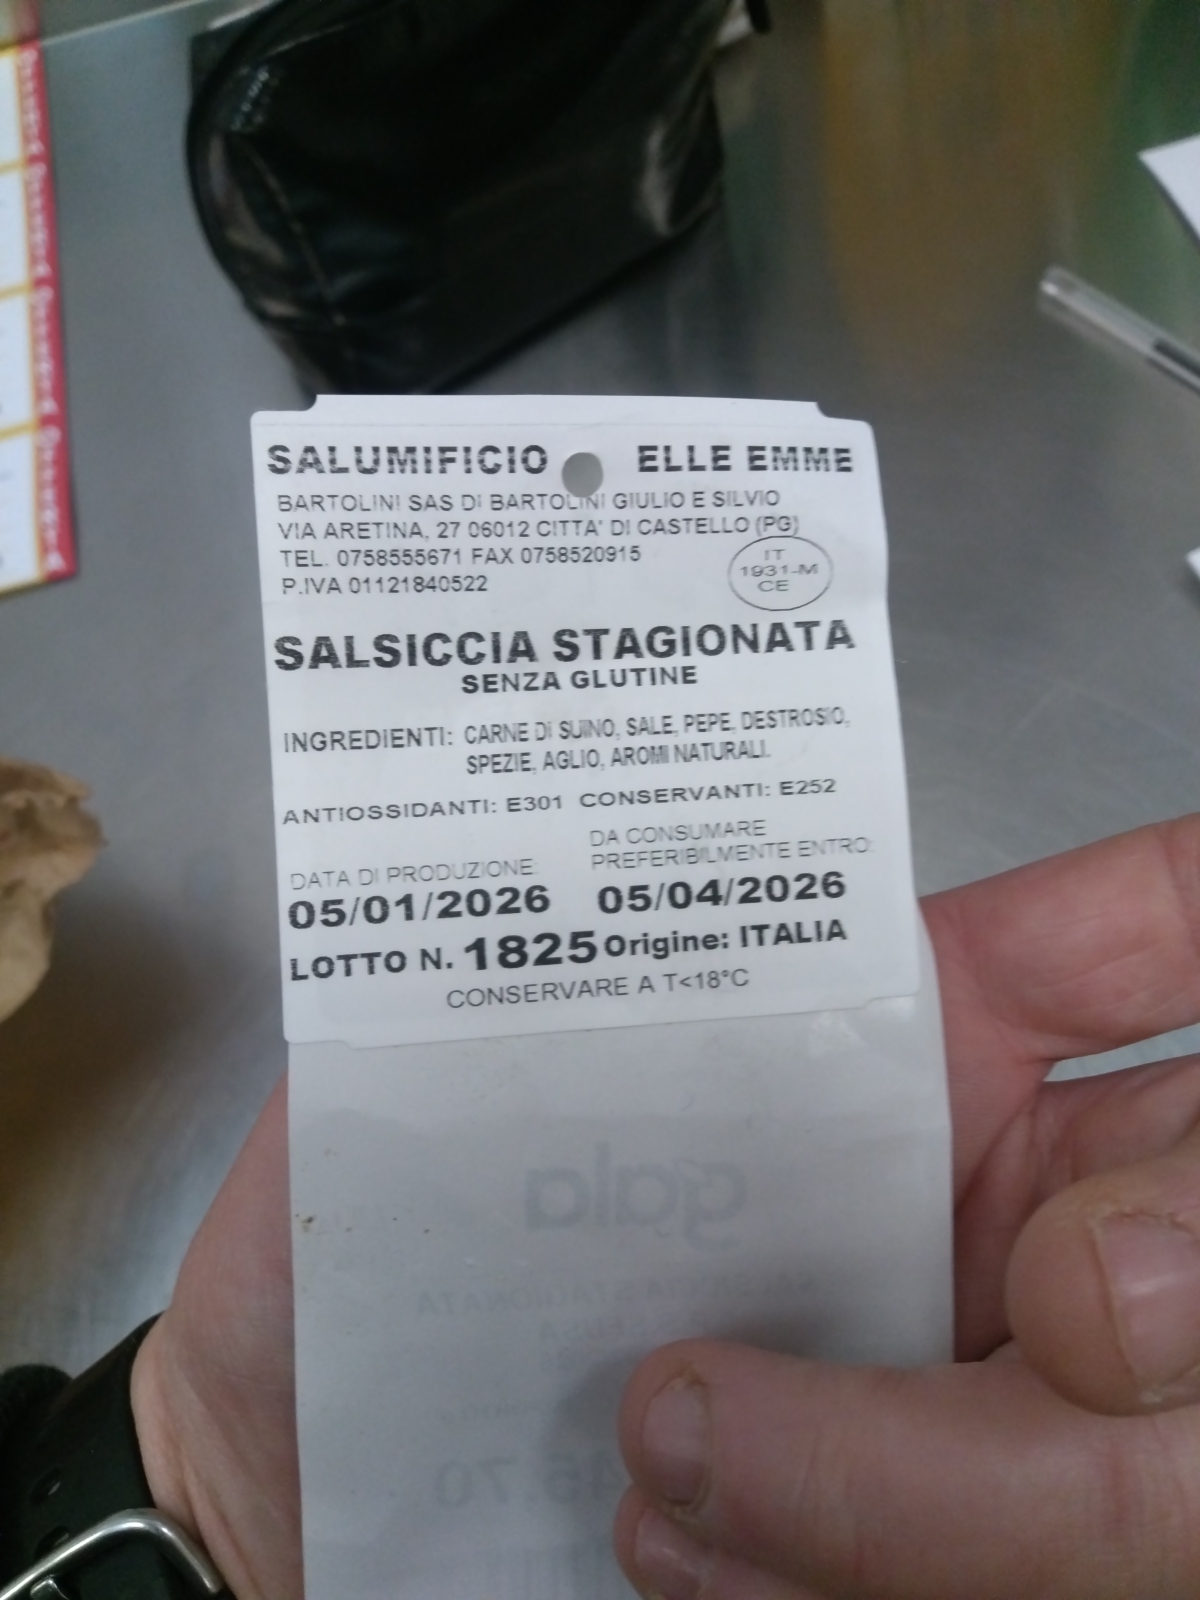 SALUMIFICIO ELLE EMME
BARTOLINI SAS DI BARTOLINI GIULIO E SILVIO
VIA ARETINA, 27 06012 CITTA' DI CASTELLO (PG)
TEL. 0758555671 FAX 0758520915
P.IVA 01121840522
IT
1931-M
CE
SALSICCIA STAGIONATA
SENZA GLUTINE
INGREDIENTI: CARNE DI SUINO, SALE, PEPE, DESTROSIO,
SPEZIE, AGLIO, AROMI NATURALI.
ANTIOSSIDANTI: E301 CONSERVANTI: E252
DATA DI PRODUZIONE: DA CONSUMARE
PREFERIBILMENTE ENTRO:
05/01/2026 05/04/2026
LOTTO N. 1825 Origine: ITALIA
CONSERVARE A T<18°C
gala
SALSICCIA STAGIONATA